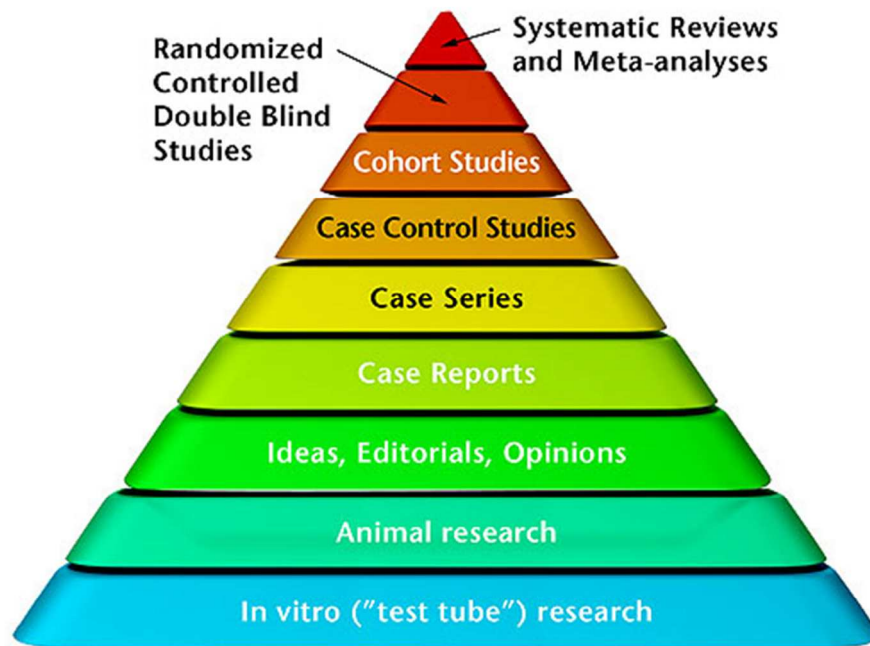 Systematic Reviews
and Meta-analyses
Randomized
Controlled
Double Blind
Studies
Cohort Studies
Case Control Studies
Case Series
Case Reports
Ideas, Editorials, Opinions
Animal research
In vitro ("test tube") research